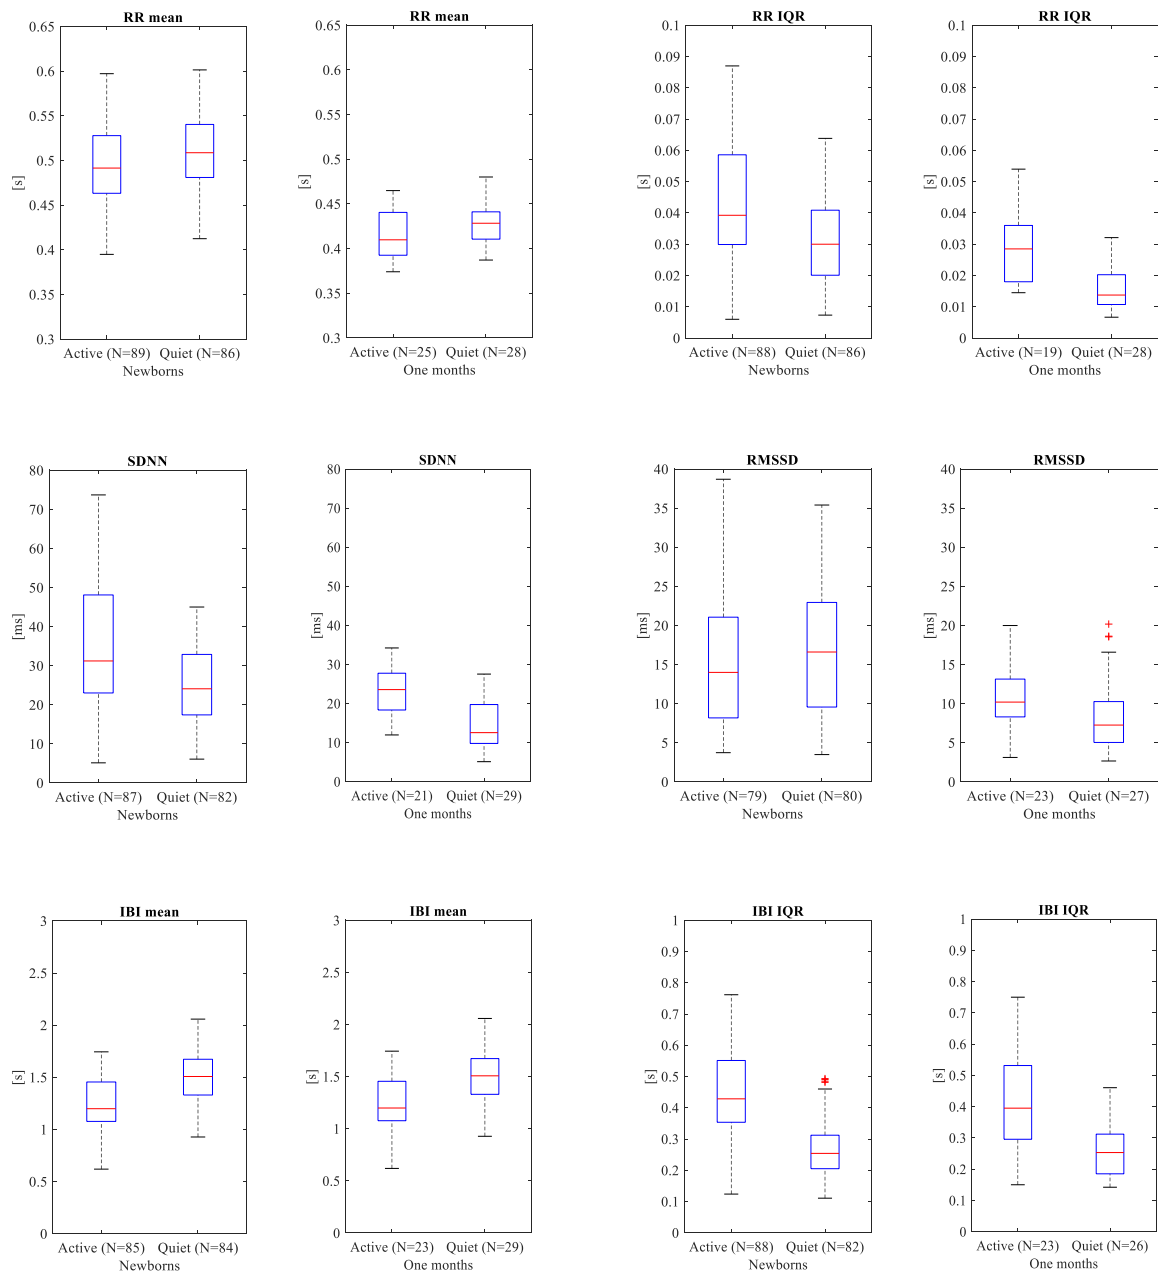 RR mean
0.65
0.6
0.55
0.5
0.45
0.4
0.35
0.3
[s]
Active (N=89) Quiet (N=86)
Newborns
RR mean
0.65
0.6
0.55
0.5
0.45
0.4
0.35
0.3
[s]
Active (N=25) Quiet (N=28)
One months
RR IQR
0.1
0.09
0.08
0.07
0.06
0.05
0.04
0.03
0.02
0.01
0
[s]
Active (N=88) Quiet (N=86)
Newborns
RR IQR
0.1
0.09
0.08
0.07
0.06
0.05
0.04
0.03
0.02
0.01
0
[s]
Active (N=19) Quiet (N=28)
One months
SDNN
80
70
60
50
40
30
20
10
0
[ms]
Active (N=87) Quiet (N=82)
Newborns
SDNN
80
70
60
50
40
30
20
10
0
[ms]
Active (N=21) Quiet (N=29)
One months
RMSSD
40
35
30
25
20
15
10
5
0
[ms]
Active (N=79) Quiet (N=80)
Newborns
RMSSD
40
35
30
25
20
15
10
5
0
[ms]
Active (N=23) Quiet (N=27)
One months
IBI mean
3
2.5
2
1.5
1
0.5
0
[s]
Active (N=85) Quiet (N=84)
Newborns
IBI mean
3
2.5
2
1.5
1
0.5
0
[s]
Active (N=23) Quiet (N=29)
One months
IBI IQR
1
0.9
0.8
0.7
0.6
0.5
0.4
0.3
0.2
0.1
0
[s]
Active (N=88) Quiet (N=82)
Newborns
IBI IQR
1
0.9
0.8
0.7
0.6
0.5
0.4
0.3
0.2
0.1
0
[s]
Active (N=23) Quiet (N=26)
One months